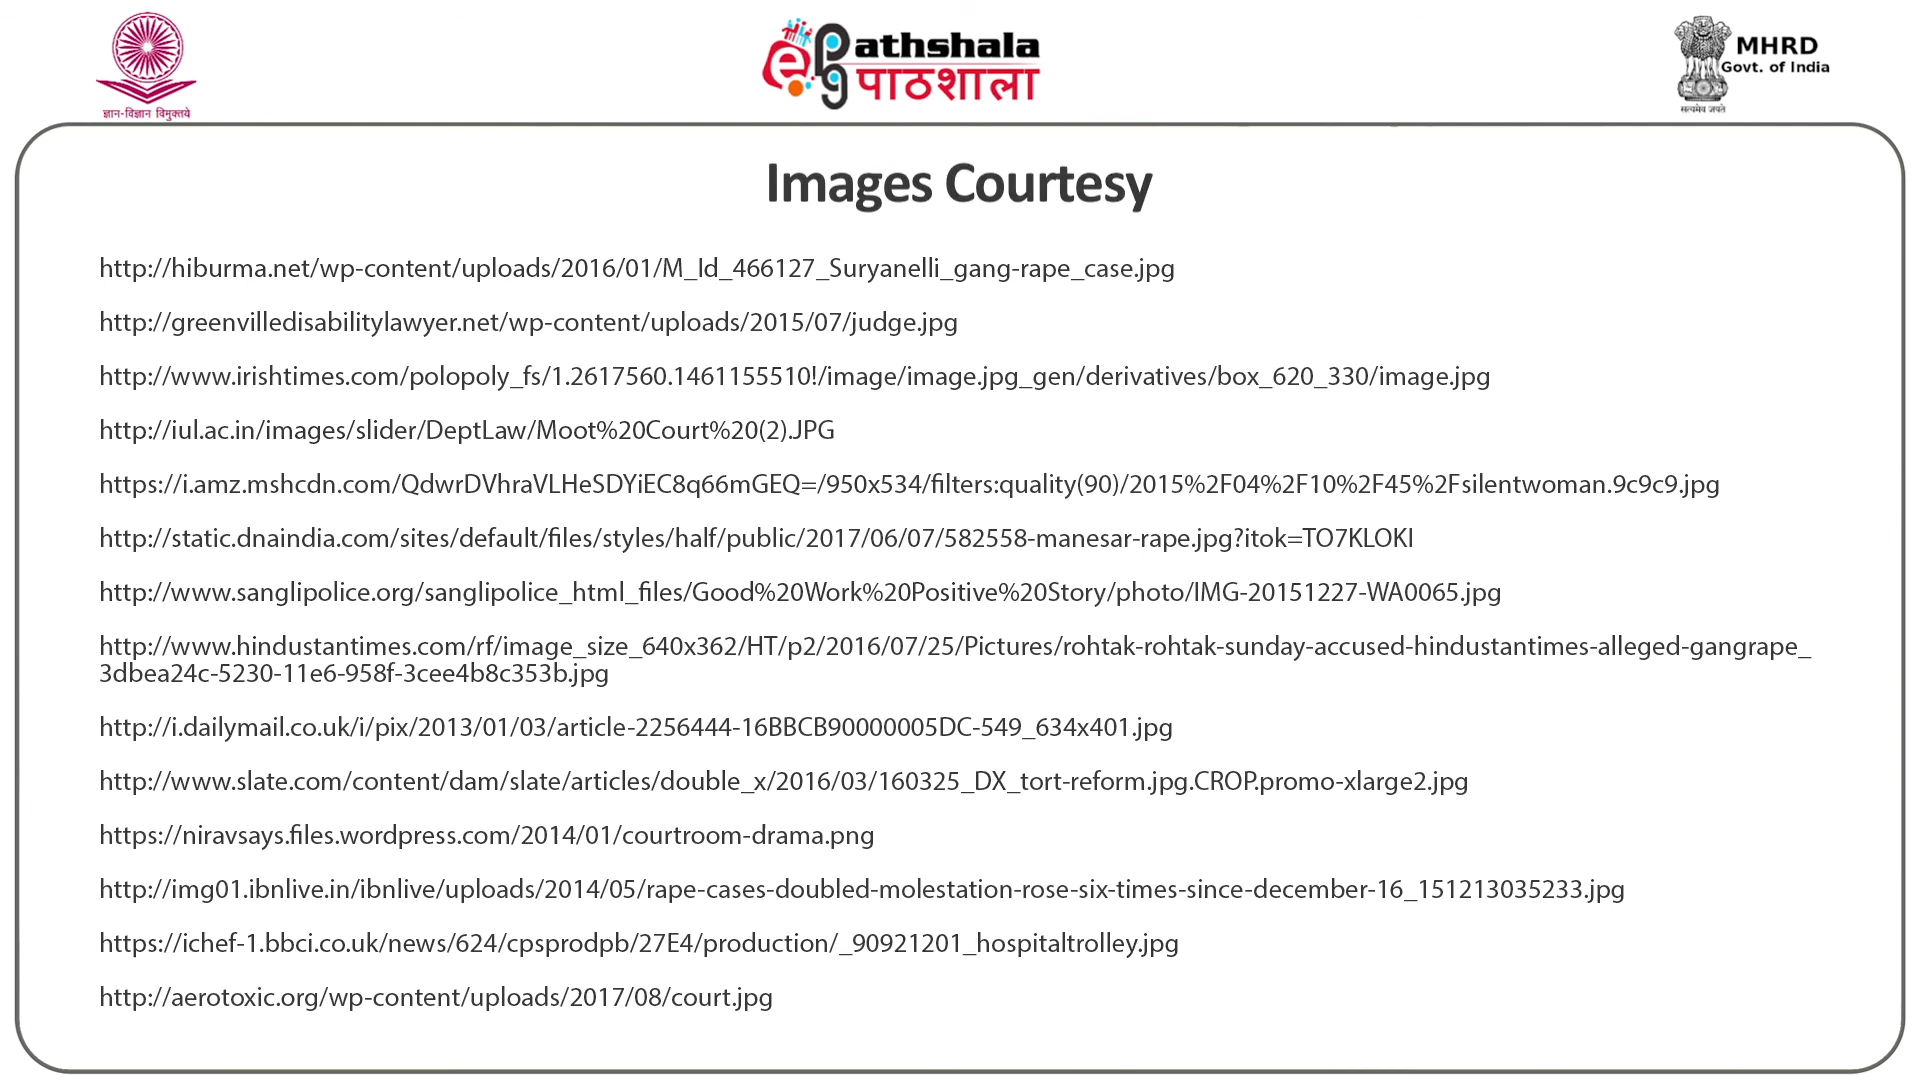 ज्ञान-विज्ञान विमुक्तये
e pg Pathshala
पाठशाला
MHRD
Govt. of India
सत्यमेव जयते
Images Courtesy
http://hiburma.net/wp-content/uploads/2016/01/M_Id_466127_Suryanelli_gang-rape_case.jpg
http://greenvilledisabilitylawyer.net/wp-content/uploads/2015/07/judge.jpg
http://www.irishtimes.com/polopoly_fs/1.2617560.1461155510!/image/image.jpg_gen/derivatives/box_620_330/image.jpg
http://iul.ac.in/images/slider/DeptLaw/Moot%20Court%20(2).JPG
https://i.amz.mshcdn.com/QdwrDVhraVLHeSDYiEC8q66mGEQ=/950x534/filters:quality(90)/2015%2F04%2F10%2F45%2Fsilentwoman.9c9c9.jpg
http://static.dnaindia.com/sites/default/files/styles/half/public/2017/06/07/582558-manesar-rape.jpg?itok=TO7KLOKI
http://www.sanglipolice.org/sanglipolice_html_files/Good%20Work%20Positive%20Story/photo/IMG-20151227-WA0065.jpg
http://www.hindustantimes.com/rf/image_size_640x362/HT/p2/2016/07/25/Pictures/rohtak-rohtak-sunday-accused-hindustantimes-alleged-gangrape_
3dbea24c-5230-11e6-958f-3cee4b8c353b.jpg
http://i.dailymail.co.uk/i/pix/2013/01/03/article-2256444-16BBCB90000005DC-549_634x401.jpg
http://www.slate.com/content/dam/slate/articles/double_x/2016/03/160325_DX_tort-reform.jpg.CROP.promo-xlarge2.jpg
https://niravsays.files.wordpress.com/2014/01/courtroom-drama.png
http://img01.ibnlive.in/ibnlive/uploads/2014/05/rape-cases-doubled-molestation-rose-six-times-since-december-16_151213035233.jpg
https://ichef-1.bbci.co.uk/news/624/cpsprodpb/27E4/production/_90921201_hospitaltrolley.jpg
http://aerotoxic.org/wp-content/uploads/2017/08/court.jpg